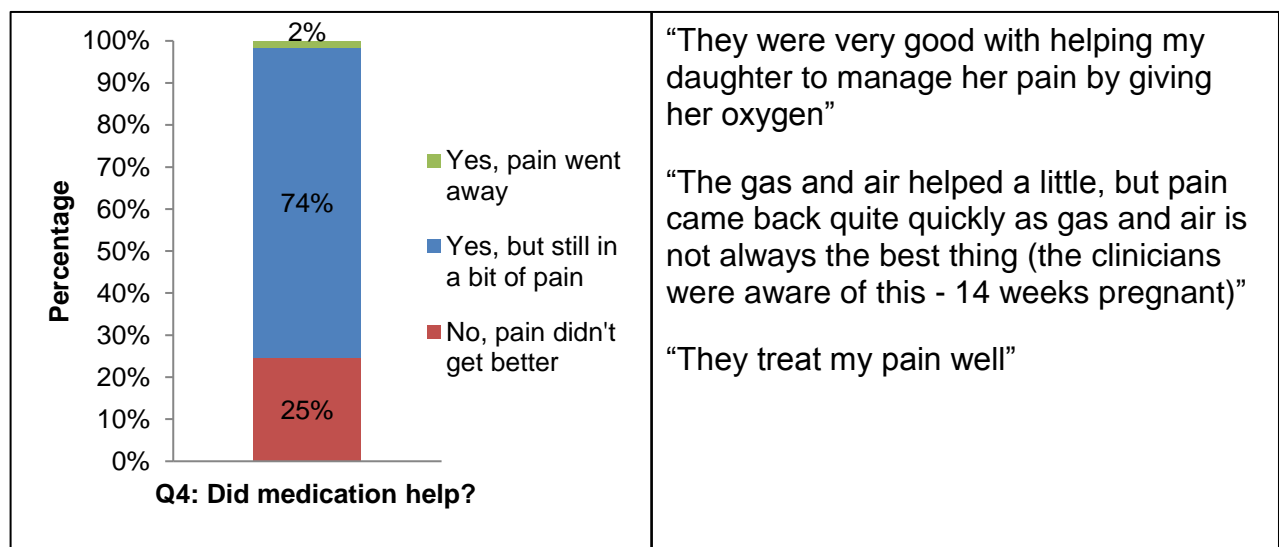 100%
90%
80%
70%
60%
50%
40%
30%
20%
10%
0%
Percentage
2%
74%
25%
Yes, pain went
away
Yes, but still in
a bit of pain
No, pain didn't
get better
Q4: Did medication help?
“They were very good with helping my
daughter to manage her pain by giving
her oxygen”
“The gas and air helped a little, but pain
came back quite quickly as gas and air is
not always the best thing (the clinicians
were aware of this - 14 weeks pregnant)”
“They treat my pain well”